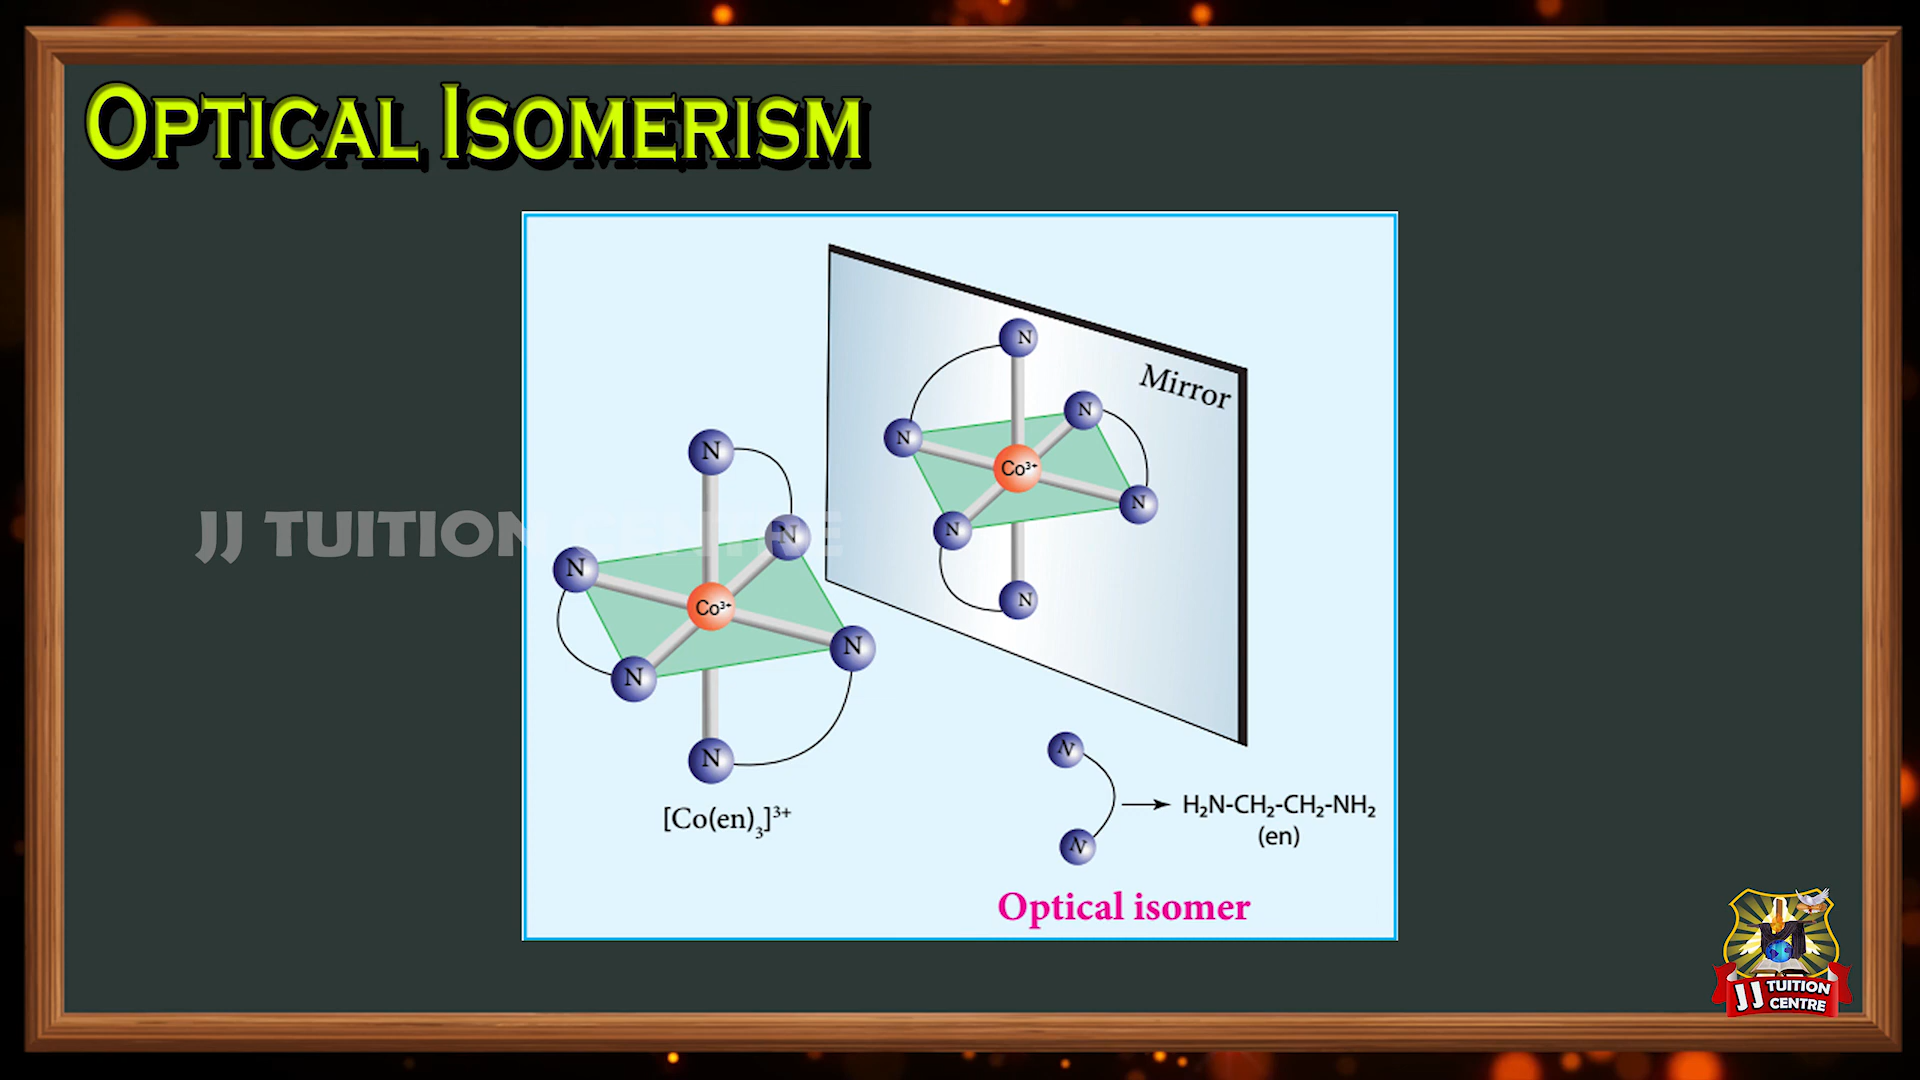 OPTICAL ISOMERISM
Mirror
N
N
N
Co³⁺
N
N
N
N
N
N
Co³⁺
N
N
N
JJ TUITION CENTRE
[Co(en)₃]³⁺
N
N
H₂N-CH₂-CH₂-NH₂
(en)
Optical isomer
JJ TUITION
CENTRE